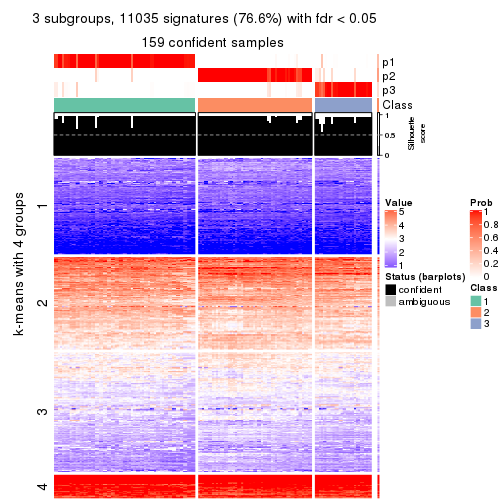 3 subgroups, 11035 signatures (76.6%) with fdr < 0.05
159 confident samples
p1
p2
p3
Class
1
0.5
0
Silhouette
score
k-means with 4 groups
1
2
3
4
Value
5
4
3
2
1
Status (barplots)
confident
ambiguous
Prob
1
0.8
0.6
0.4
0.2
0
Class
1
2
3